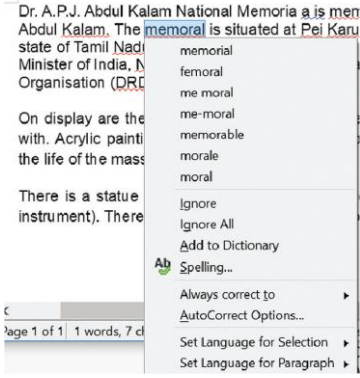 Dr. A.P.J. Abdul Kalam National Memoria a is mem
Abdul Kalam, The memoral is situated at Pei Karu
state of Tamil Nadu
Minister of India, N
Organisation (DRD
On display are the
with. Acrylic painti
the life of the mass
There is a statue
instrument). There
memorial
femoral
me moral
me-moral
memorable
morale
moral
Ignore
Ignore All
Add to Dictionary
Spelling...
Always correct to
AutoCorrect Options...
Set Language for Selection
Set Language for Paragraph
Page 1 of 1 1 words, 7 ch